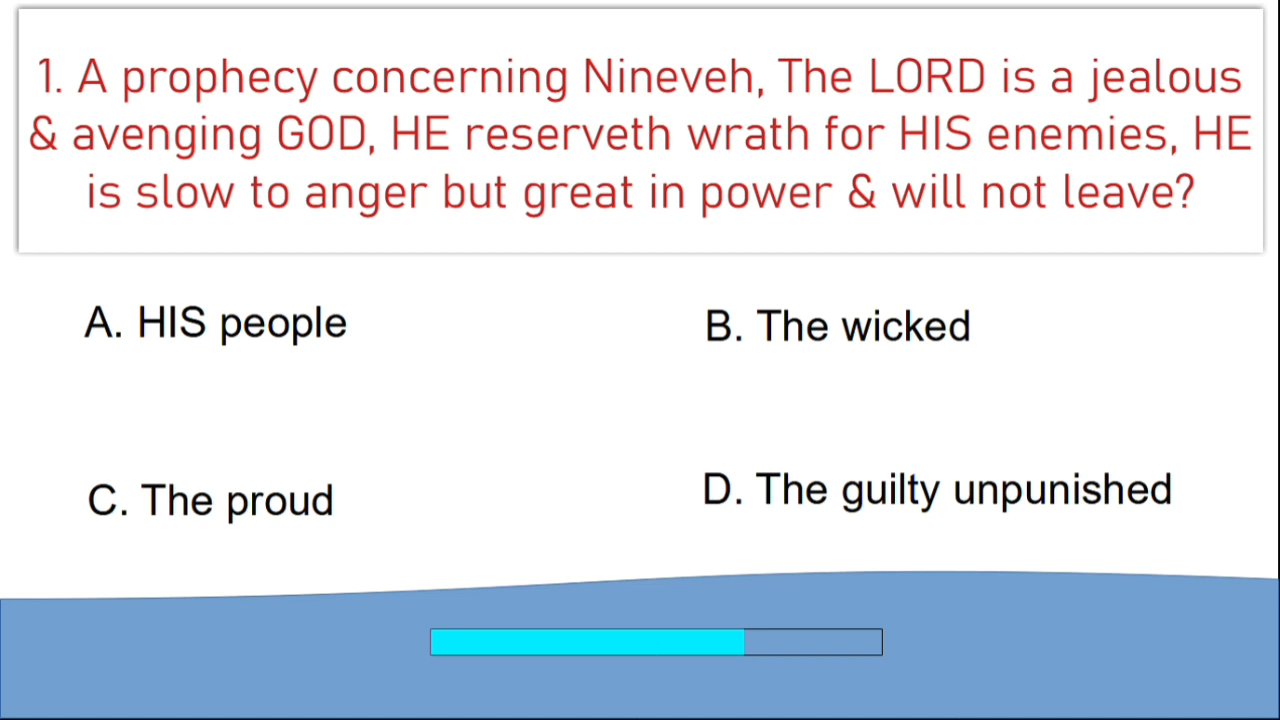 1. A prophecy concerning Nineveh, The LORD is a jealous
& avenging GOD, HE reserveth wrath for HIS enemies, HE
is slow to anger but great in power & will not leave?
A. HIS people
B. The wicked
C. The proud
D. The guilty unpunished